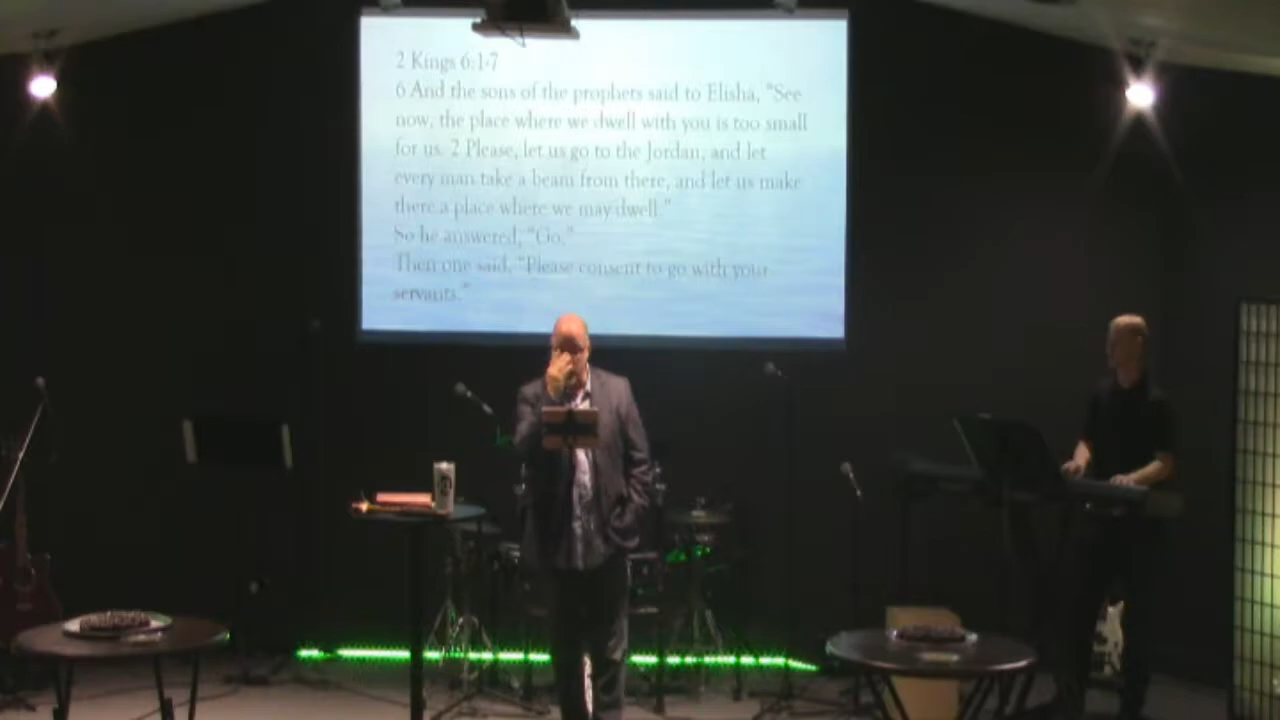 2 Kings 6:1-7
6 And the sons of the prophets said to Elisha, "See
now, the place where we dwell with you is too small
for us. 2 Please, let us go to the Jordan, and let
every man take a beam from there, and let us make
there a place where we may dwell."
So he answered, "Go."
Then one said, "Please consent to go with your
servants."